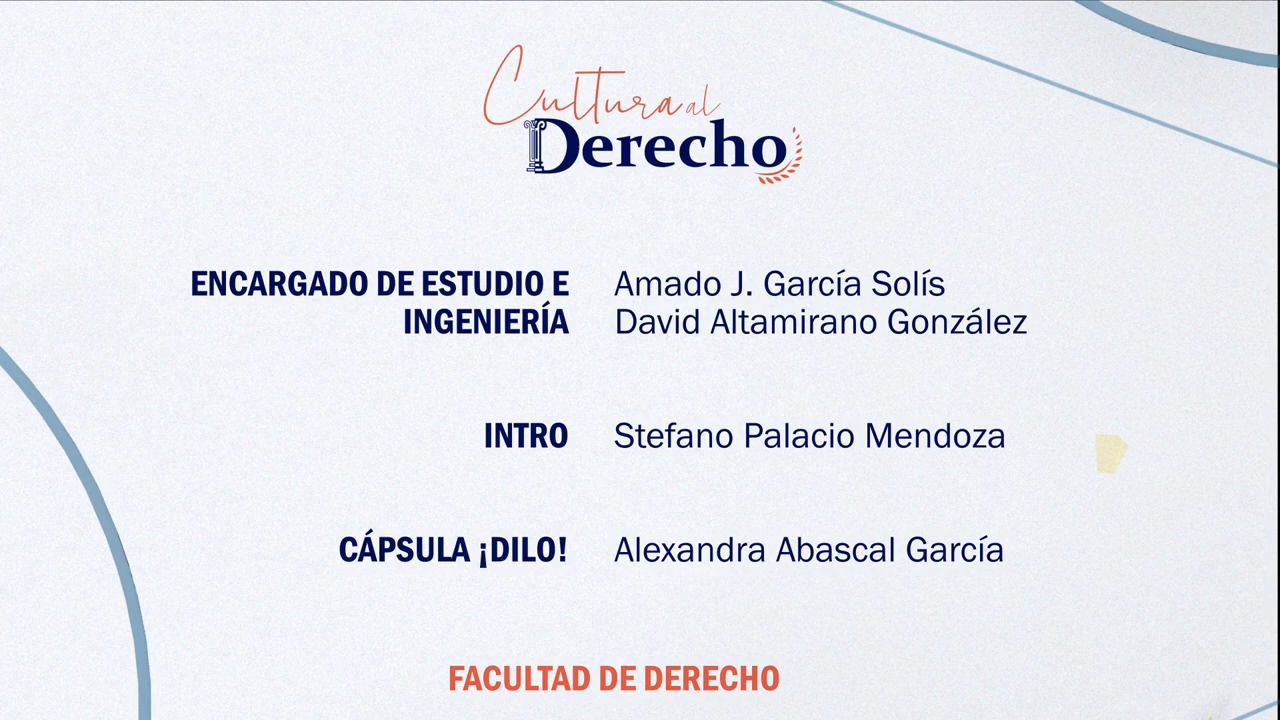 Cultura al
Derecho
ENCARGADO DE ESTUDIO E Amado J. García Solís
INGENIERÍA David Altamirano González
INTRO Stefano Palacio Mendoza
CÁPSULA ¡DILO! Alexandra Abascal García
FACULTAD DE DERECHO